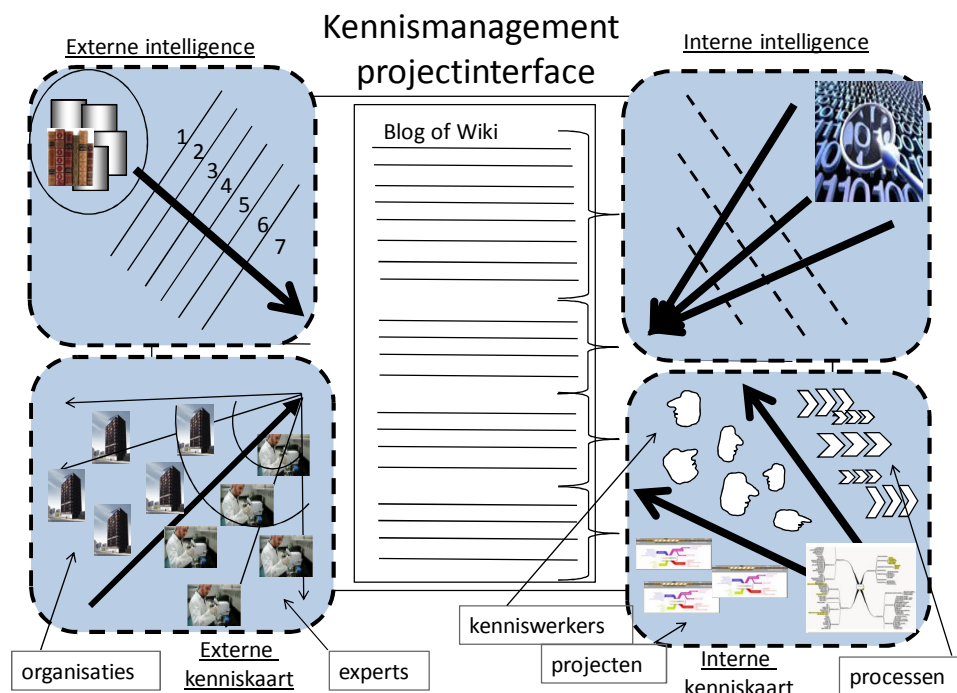 Kennismanagement
projectinterface
Externe intelligence
Interne intelligence
1
2
3
4
5
6
7
Blog of Wiki
organisaties
Externe
kenniskaart
experts
kenniswerkers
projecten
Interne
kenniskaart
processen